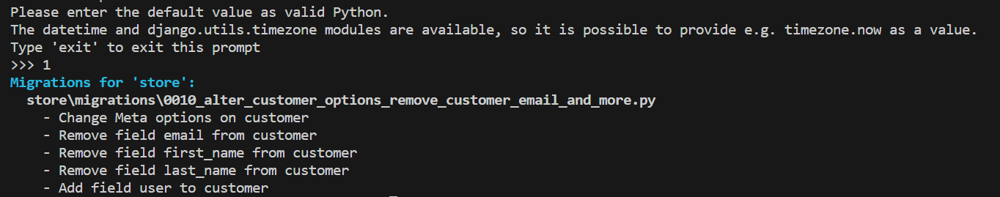 Please enter the default value as valid Python.
The datetime and django.utils.timezone modules are available, so it is possible to provide e.g. timezone.now as a value.
Type 'exit' to exit this prompt
>>> 1
Migrations for 'store':
  store\migrations\0010_alter_customer_options_remove_customer_email_and_more.py
    - Change Meta options on customer
    - Remove field email from customer
    - Remove field first_name from customer
    - Remove field last_name from customer
    - Add field user to customer